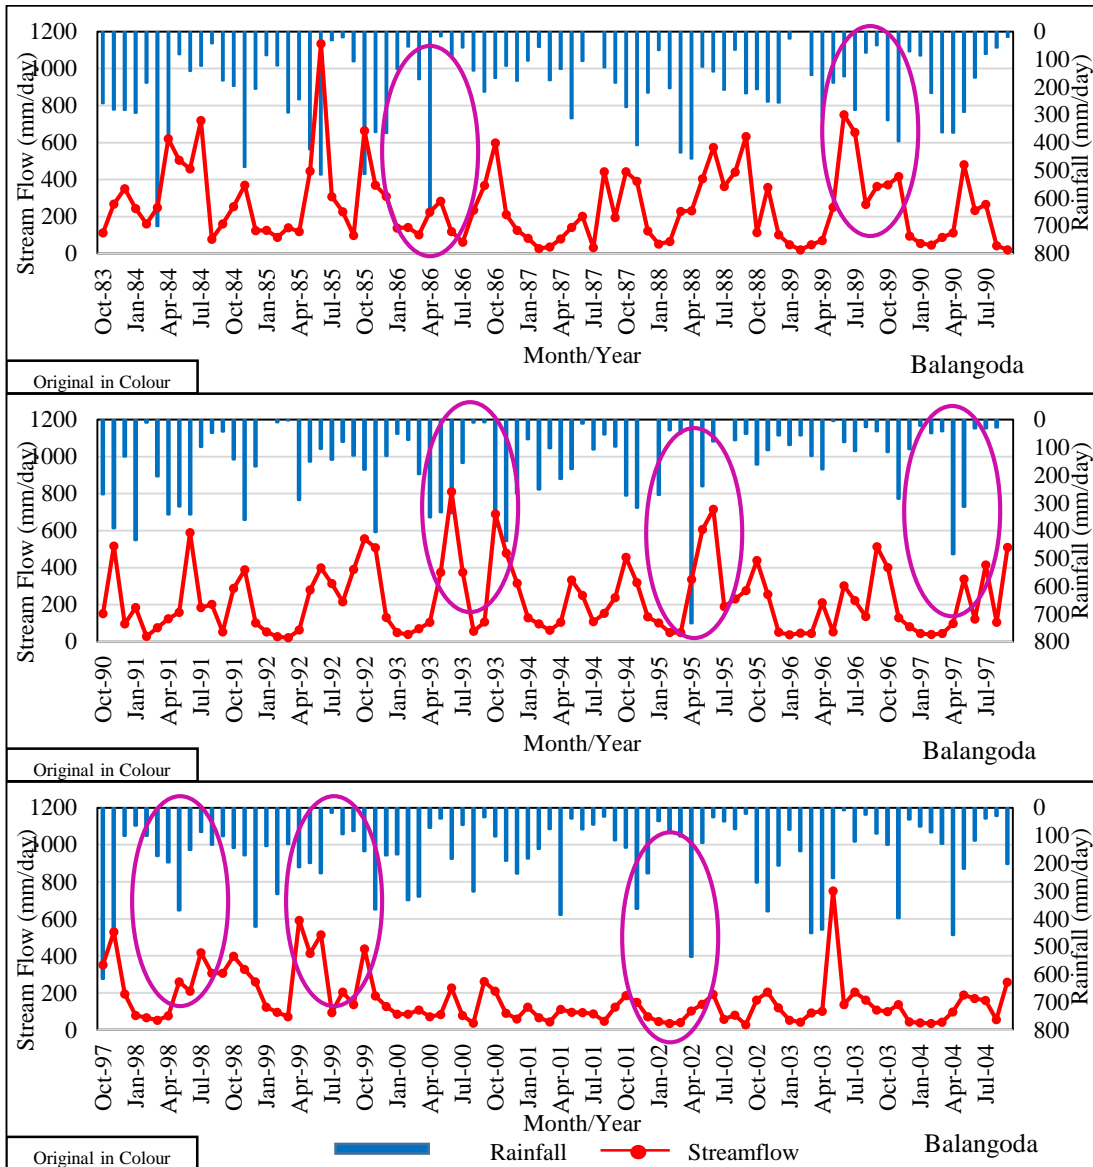 1200
1000
800
600
400
200
0
0
100
200
300
400
500
600
700
800
Stream Flow (mm/day)
Rainfall (mm/day)
Oct-83
Jan-84
Apr-84
Jul-84
Oct-84
Jan-85
Apr-85
Jul-85
Oct-85
Jan-86
Apr-86
Jul-86
Oct-86
Jan-87
Apr-87
Jul-87
Oct-87
Jan-88
Apr-88
Jul-88
Oct-88
Jan-89
Apr-89
Jul-89
Oct-89
Jan-90
Apr-90
Jul-90
Month/Year
Balangoda
Original in Colour
1200
1000
800
600
400
200
0
0
100
200
300
400
500
600
700
800
Stream Flow (mm/day)
Rainfall (mm/day)
Oct-90
Jan-91
Apr-91
Jul-91
Oct-91
Jan-92
Apr-92
Jul-92
Oct-92
Jan-93
Apr-93
Jul-93
Oct-93
Jan-94
Apr-94
Jul-94
Oct-94
Jan-95
Apr-95
Jul-95
Oct-95
Jan-96
Apr-96
Jul-96
Oct-96
Jan-97
Apr-97
Jul-97
Month/Year
Balangoda
Original in Colour
1200
1000
800
600
400
200
0
0
100
200
300
400
500
600
700
800
Stream Flow (mm/day)
Rainfall (mm/day)
Oct-97
Jan-98
Apr-98
Jul-98
Oct-98
Jan-99
Apr-99
Jul-99
Oct-99
Jan-00
Apr-00
Jul-00
Oct-00
Jan-01
Apr-01
Jul-01
Oct-01
Jan-02
Apr-02
Jul-02
Oct-02
Jan-03
Apr-03
Jul-03
Oct-03
Jan-04
Apr-04
Jul-04
Month/Year
Balangoda
Rainfall
Streamflow
Original in Colour